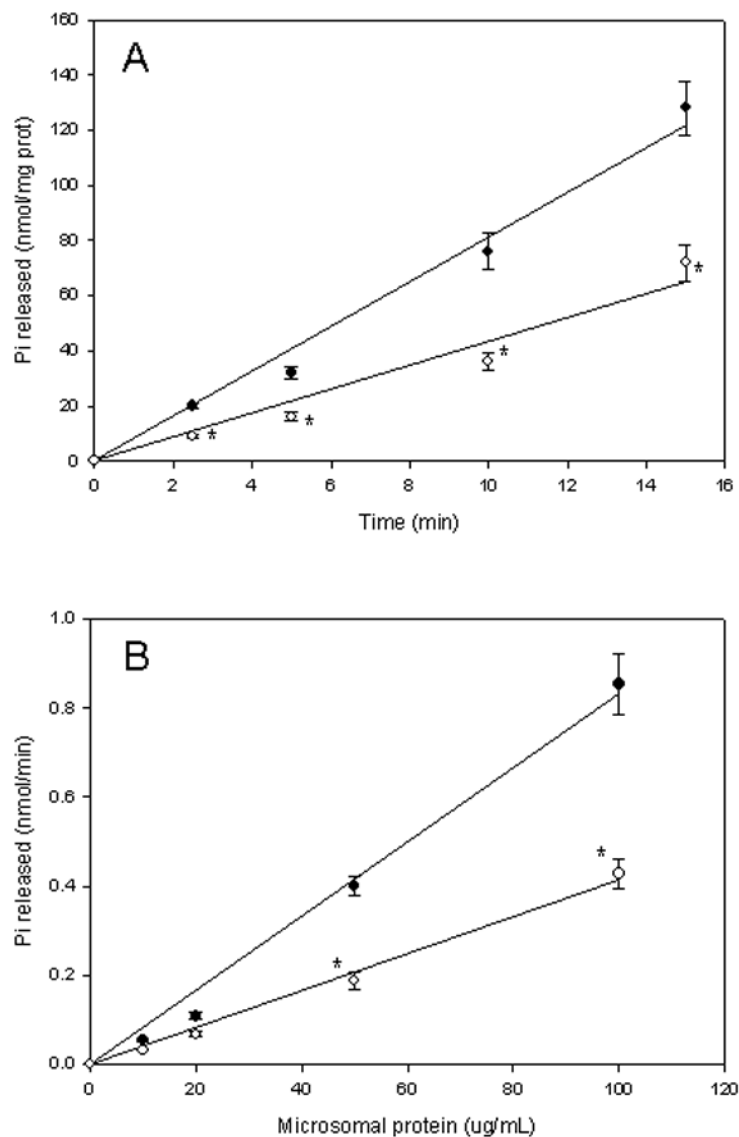 A
160
140
120
100
80
60
40
20
0
Pi released (nmol/mg prot)
*
*
*
*
0 2 4 6 8 10 12 14 16
Time (min)
B
1.0
0.8
0.6
0.4
0.2
0.0
Pi released (nmol/min)
*
*
0 20 40 60 80 100 120
Microsomal protein (ug/mL)